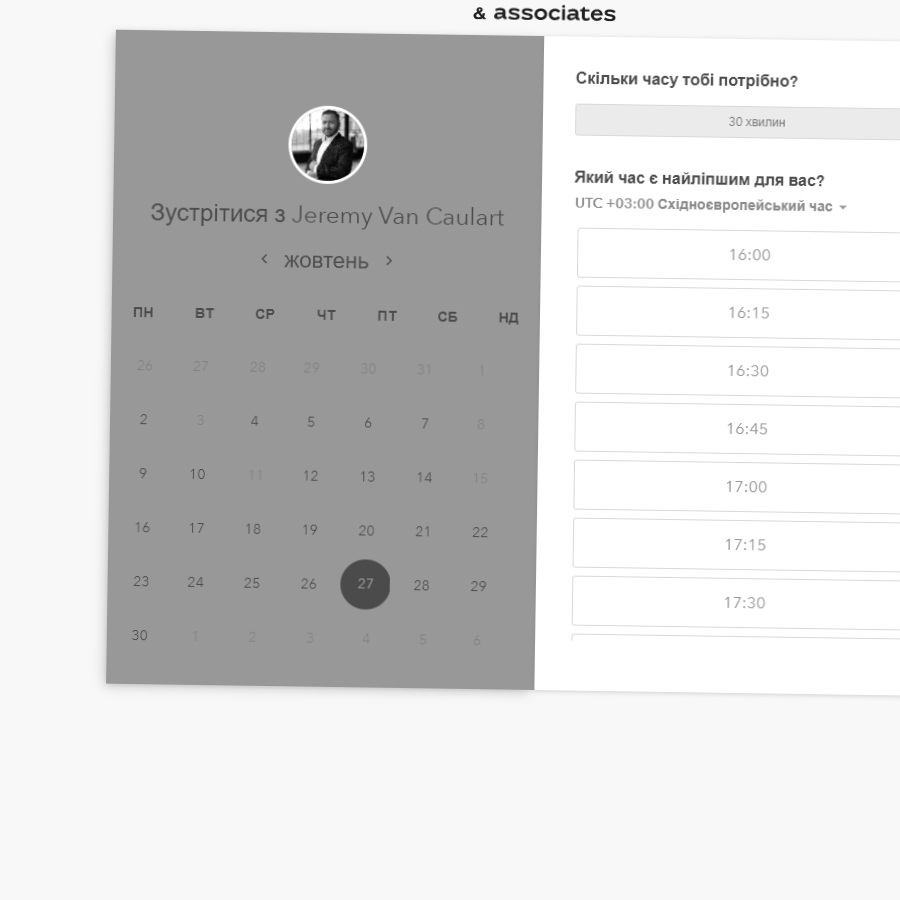 & associates
Зустрітися з Jeremy Van Caulart
жовтень
ПН ВТ СР ЧТ ПТ СБ НД
26 27 28 29 30 31 1
2 3 4 5 6 7 8
9 10 11 12 13 14 15
16 17 18 19 20 21 22
23 24 25 26 27 28 29
30 1 2 3 4 5 6
Скільки часу тобі потрібно?
30 хвилин
Який час є найліпшим для вас?
UTC +03:00 Східноєвропейський час
16:00
16:15
16:30
16:45
17:00
17:15
17:30